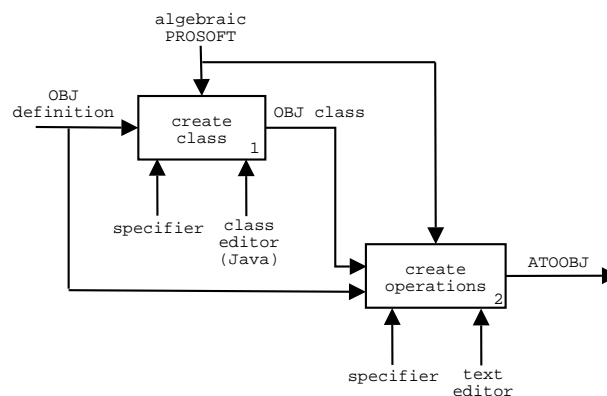 algebraic
PROSOFT
OBJ
definition
create
class
1
OBJ class
specifier
class
editor
(Java)
create
operations
2
ATOOBJ
specifier
text
editor